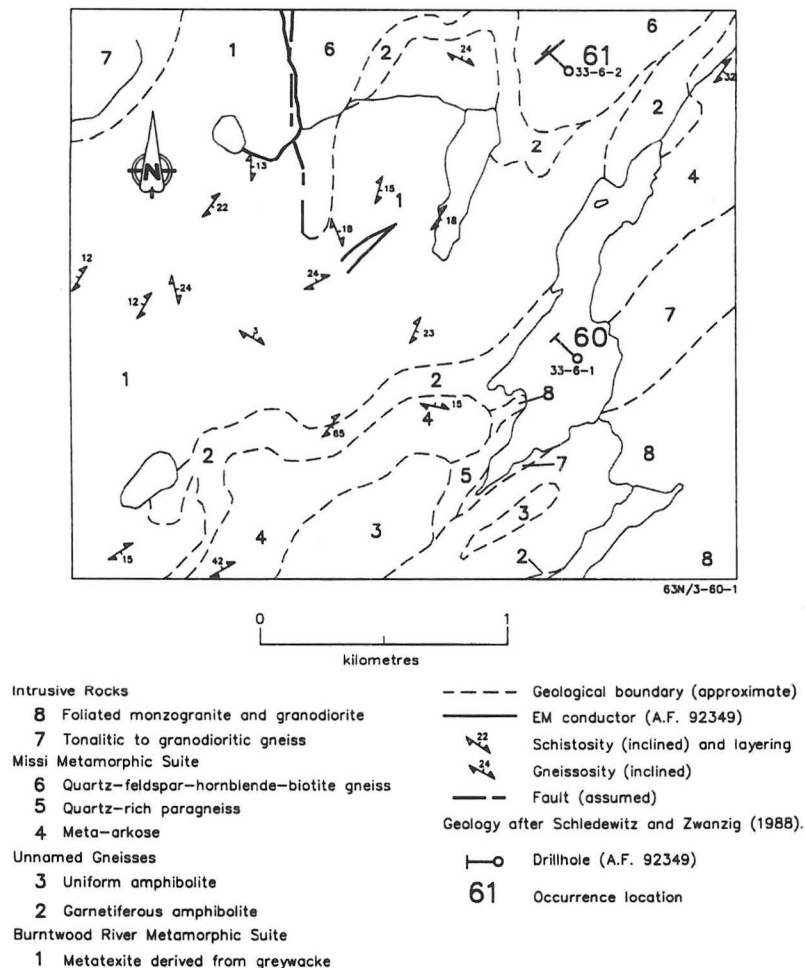 7
1
6
2
24
61
6
33-6-2
32
2
2
4
N
13
22
15
1
18
18
12
24
12
24
7
3
23
60
33-6-1
1
2
8
15
4
65
2
8
5
7
3
4
3
15
42
2
8
63N/3-60-1
0 1
kilometres
Intrusive Rocks
8 Foliated monzogranite and granodiorite
7 Tonalitic to granodioritic gneiss
Missi Metamorphic Suite
6 Quartz-feldspar-hornblende-biotite gneiss
5 Quartz-rich paragneiss
4 Meta-arkose
Unnamed Gneisses
3 Uniform amphibolite
2 Garnetiferous amphibolite
Burntwood River Metamorphic Suite
1 Metatexite derived from greywacke
Geological boundary (approximate)
EM conductor (A.F. 92349)
22 Schistosity (inclined) and layering
24 Gneissosity (inclined)
Fault (assumed)
Geology after Schledewitz and Zwanzig (1988).
Drillhole (A.F. 92349)
61 Occurrence location